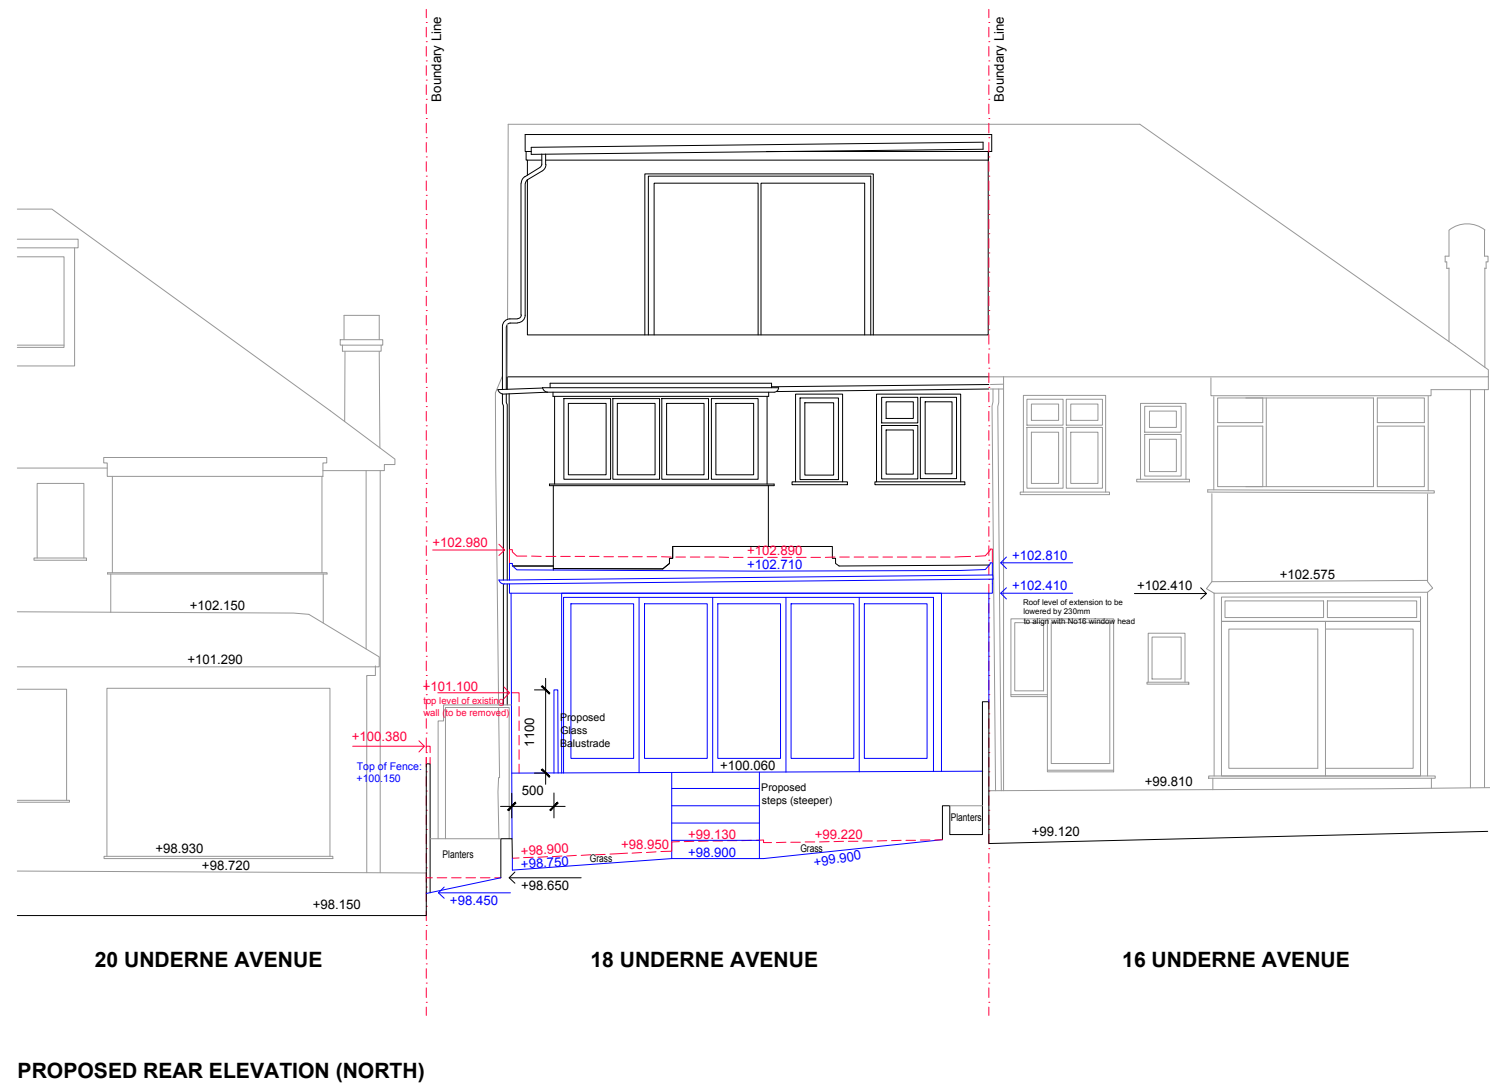 Boundary Line
Boundary Line
+102.980
+102.890
+102.710
+102.810
+102.410
+102.410
+102.575
Roof level of extension to be
lowered by 230mm
to align with No16 window head
+102.150
+101.290
+101.100
top level of existing
wall (to be removed)
+100.380
Top of Fence:
+100.150
1100
Proposed
Glass
Balustrade
500
+100.060
Proposed
steps (steeper)
+99.810
Planters
+99.120
+98.930
+98.720
+98.150
Planters
+98.900
+98.750
+98.950
Grass
+99.130
+98.900
+99.220
Grass
+99.900
+98.650
+98.450
20 UNDERNE AVENUE
18 UNDERNE AVENUE
16 UNDERNE AVENUE
PROPOSED REAR ELEVATION (NORTH)